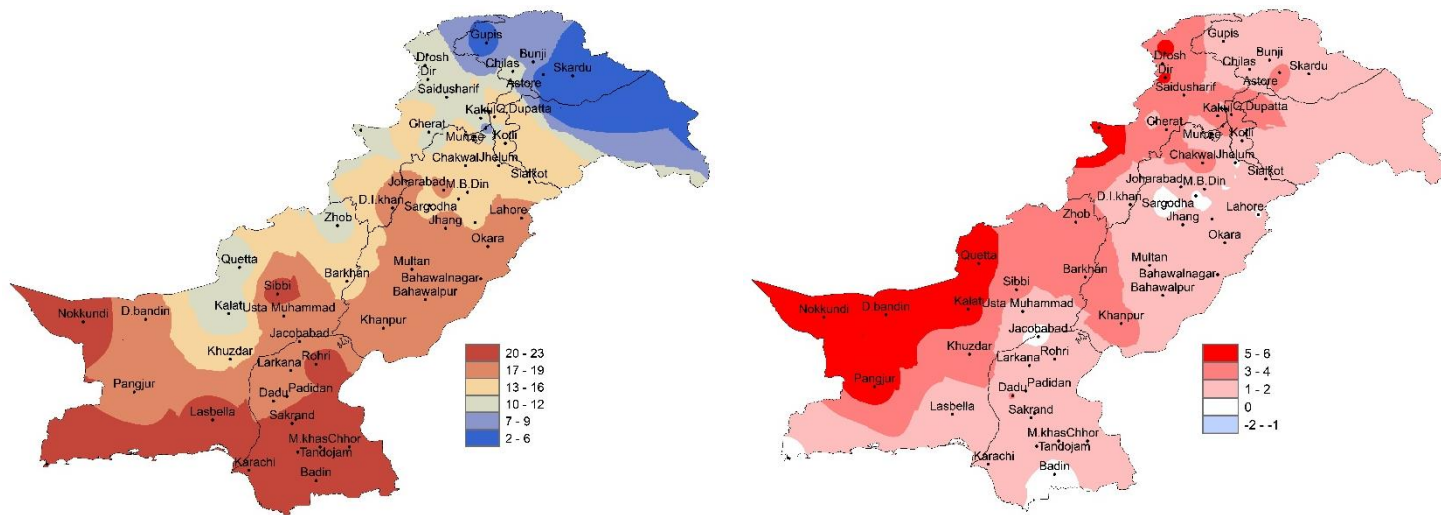 Gupis
Drosh
Bunji
Dir
Chilas
Skardu
Astore
Saidusharif
Kakul
G.Dupatta
Cherat
Murree
Kotli
Chakwal
Jhelum
Sialkot
Joharabad
M.B.Din
D.I.khan
Sargodha
Lahore
Zhob
Jhang
Okara
Quetta
Multan
Barkhan
Bahawalnagar
Sibbi
Bahawalpur
Nokkundi
D.bandin
Kalat
Usta Muhammad
Khanpur
Jacobabad
Khuzdar
Larkana
Rohri
Pangjur
Dadu
Padidan
Lasbella
Sakrand
M.khas
Chhor
Tandojam
Karachi
Badin
20 - 23
17 - 19
13 - 16
10 - 12
7 - 9
2 - 6
Gupis
Drosh
Bunji
Dir
Chilas
Skardu
Astore
Saidusharif
Kakul
G.Dupatta
Cherat
Murree
Kotli
Chakwal
Jhelum
Sialkot
Joharabad
M.B.Din
D.I.khan
Sargodha
Lahore
Zhob
Jhang
Okara
Quetta
Multan
Barkhan
Bahawalnagar
Sibbi
Bahawalpur
Nokkundi
D.bandin
Kalat
Usta Muhammad
Khanpur
Jacobabad
Khuzdar
Larkana
Rohri
Pangjur
Dadu
Padidan
Lasbella
Sakrand
M.khas
Chhor
Tandojam
Karachi
Badin
5 - 6
3 - 4
1 - 2
0
-2 - -1